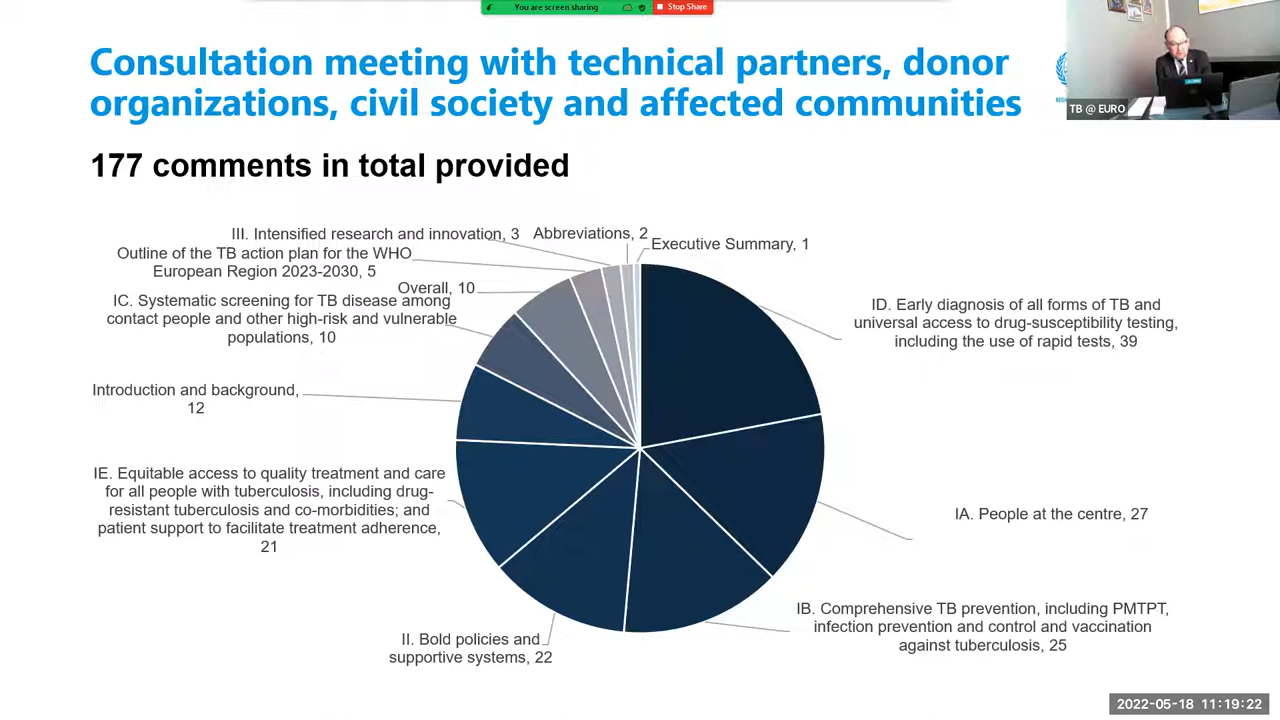 You are screen sharing
Stop Share
Consultation meeting with technical partners, donor
organizations, civil society and affected communities
TB @ EURO
177 comments in total provided
III. Intensified research and innovation, 3
Abbreviations, 2
Executive Summary, 1
Outline of the TB action plan for the WHO
European Region 2023-2030, 5
Overall, 10
IC. Systematic screening for TB disease among
contact people and other high-risk and vulnerable
populations, 10
ID. Early diagnosis of all forms of TB and
universal access to drug-susceptibility testing,
including the use of rapid tests, 39
Introduction and background,
12
IE. Equitable access to quality treatment and care
for all people with tuberculosis, including drug-
resistant tuberculosis and co-morbidities; and
patient support to facilitate treatment adherence,
21
IA. People at the centre, 27
IB. Comprehensive TB prevention, including PMTPT,
infection prevention and control and vaccination
against tuberculosis, 25
II. Bold policies and
supportive systems, 22
2022-05-18 11:19:22